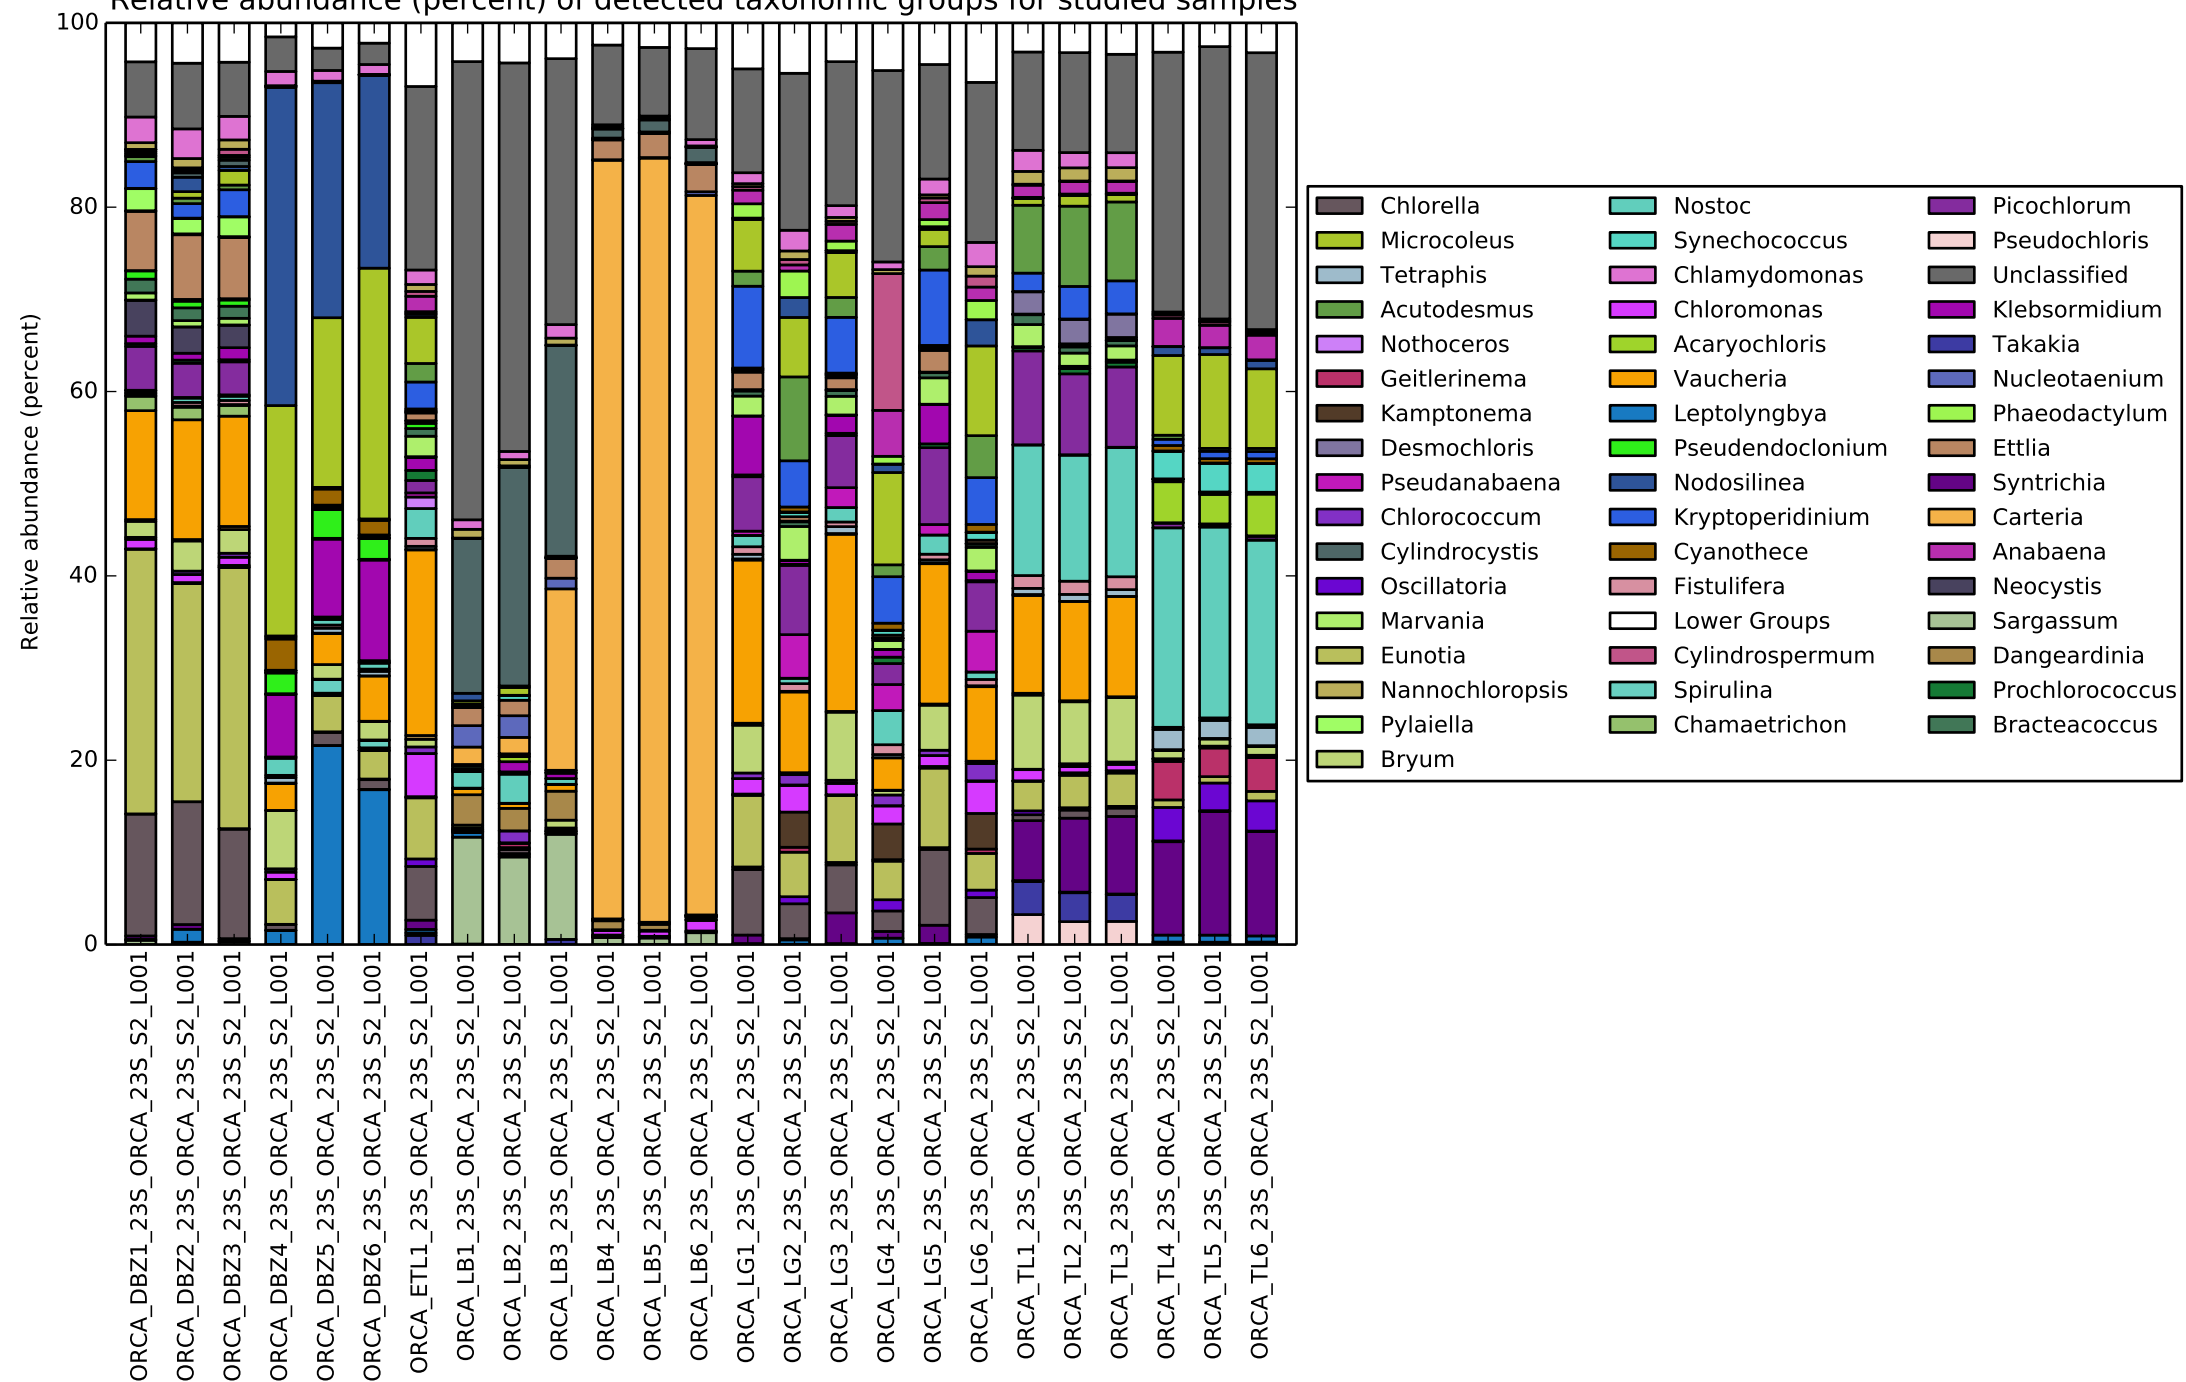 Relative abundance (percent) of detected taxonomic groups for studied samples
100
80
60
40
20
0
Relative abundance (percent)
Chlorella
Microcoleus
Tetraphis
Acutodesmus
Nothoceros
Geitlerinema
Kamptonema
Desmochloris
Pseudanabaena
Chlorococcum
Cylindrocystis
Oscillatoria
Marvania
Eunotia
Nannochloropsis
Pylaiella
Bryum
Nostoc
Synechococcus
Chlamydomonas
Chloromonas
Acaryochloris
Vaucheria
Leptolyngbya
Pseudendoclonium
Nodosilinea
Kryptoperidinium
Cyanothece
Fistulifera
Lower Groups
Cylindrospermum
Spirulina
Chamaetrichon
Picochlorum
Pseudochloris
Unclassified
Klebsormidium
Takakia
Nucleotaenium
Phaeodactylum
Ettlia
Syntrichia
Carteria
Anabaena
Neocystis
Sargassum
Dangeardinia
Prochlorococcus
Bracteacoccus
ORCA_DBZ1_23S_ORCA_23S_S2_L001
ORCA_DBZ2_23S_ORCA_23S_S2_L001
ORCA_DBZ3_23S_ORCA_23S_S2_L001
ORCA_DBZ4_23S_ORCA_23S_S2_L001
ORCA_DBZ5_23S_ORCA_23S_S2_L001
ORCA_DBZ6_23S_ORCA_23S_S2_L001
ORCA_ETL1_23S_ORCA_23S_S2_L001
ORCA_LB1_23S_ORCA_23S_S2_L001
ORCA_LB2_23S_ORCA_23S_S2_L001
ORCA_LB3_23S_ORCA_23S_S2_L001
ORCA_LB4_23S_ORCA_23S_S2_L001
ORCA_LB5_23S_ORCA_23S_S2_L001
ORCA_LB6_23S_ORCA_23S_S2_L001
ORCA_LG1_23S_ORCA_23S_S2_L001
ORCA_LG2_23S_ORCA_23S_S2_L001
ORCA_LG3_23S_ORCA_23S_S2_L001
ORCA_LG4_23S_ORCA_23S_S2_L001
ORCA_LG5_23S_ORCA_23S_S2_L001
ORCA_LG6_23S_ORCA_23S_S2_L001
ORCA_TL1_23S_ORCA_23S_S2_L001
ORCA_TL2_23S_ORCA_23S_S2_L001
ORCA_TL3_23S_ORCA_23S_S2_L001
ORCA_TL4_23S_ORCA_23S_S2_L001
ORCA_TL5_23S_ORCA_23S_S2_L001
ORCA_TL6_23S_ORCA_23S_S2_L001